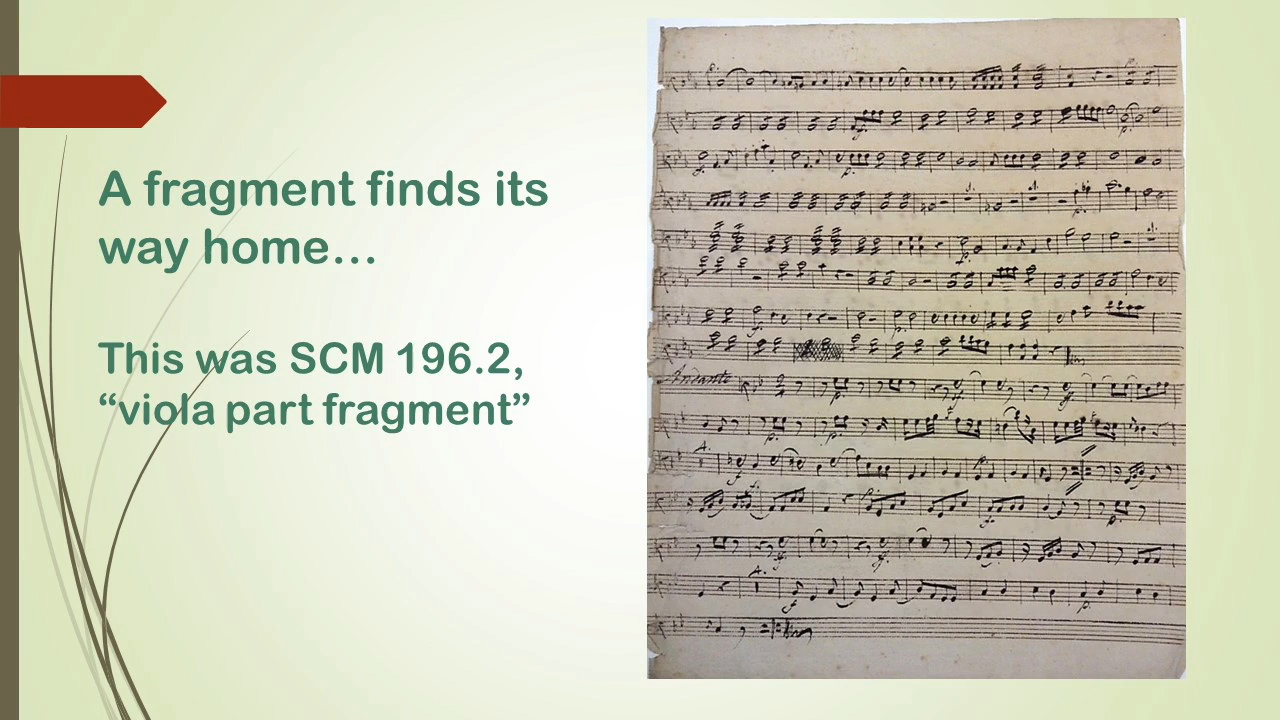 A fragment finds its
way home…
This was SCM 196.2,
“viola part fragment”
Andante